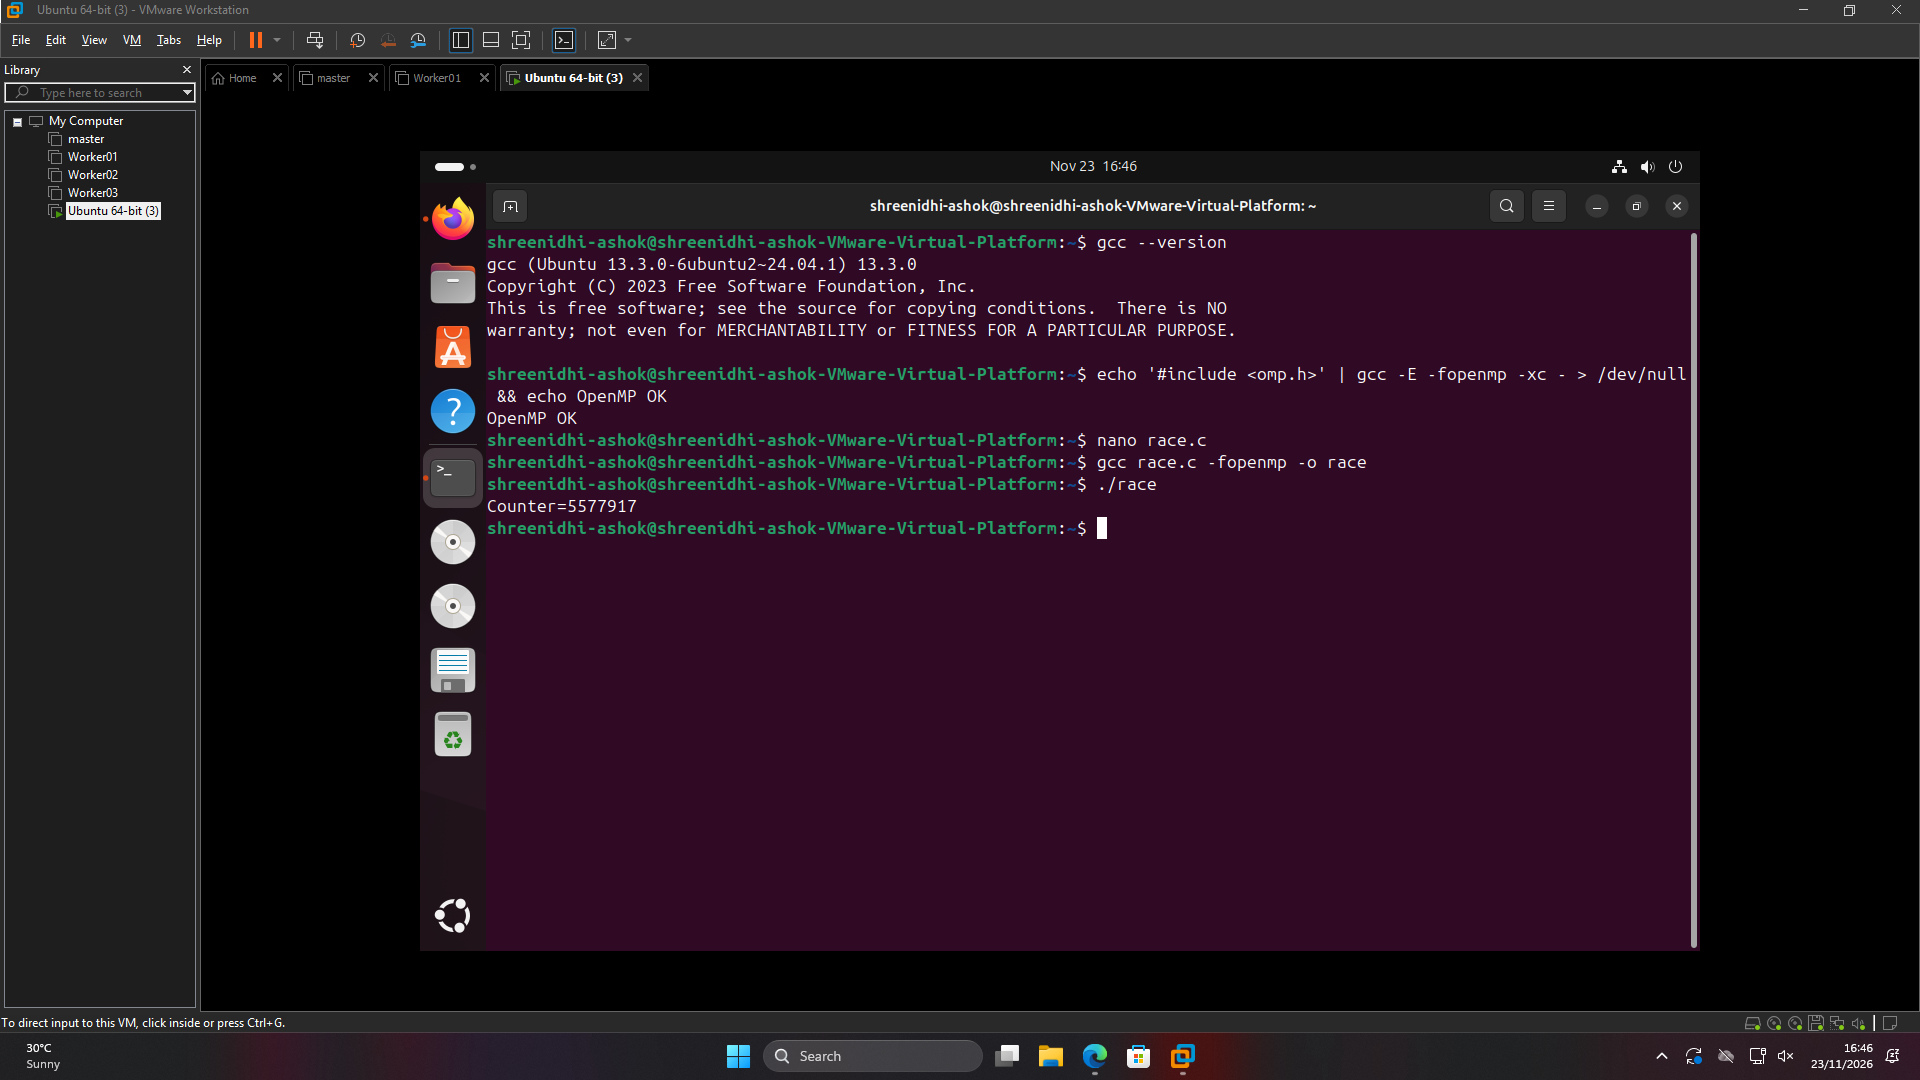 Ubuntu 64-bit (3) - VMware Workstation
File Edit View VM Tabs Help
Library
Home
master
Worker01
Ubuntu 64-bit (3)
Type here to search
My Computer
master
Worker01
Worker02
Worker03
Ubuntu 64-bit (3)
Nov 23 16:46
shreenidhi-ashok@shreenidhi-ashok-VMware-Virtual-Platform: ~
shreenidhi-ashok@shreenidhi-ashok-VMware-Virtual-Platform:~$ gcc --version
gcc (Ubuntu 13.3.0-6ubuntu2~24.04.1) 13.3.0
Copyright (C) 2023 Free Software Foundation, Inc.
This is free software; see the source for copying conditions.  There is NO
warranty; not even for MERCHANTABILITY or FITNESS FOR A PARTICULAR PURPOSE.
shreenidhi-ashok@shreenidhi-ashok-VMware-Virtual-Platform:~$ echo '#include <omp.h>' | gcc -E -fopenmp -xc - > /dev/null
 && echo OpenMP OK
OpenMP OK
shreenidhi-ashok@shreenidhi-ashok-VMware-Virtual-Platform:~$ nano race.c
shreenidhi-ashok@shreenidhi-ashok-VMware-Virtual-Platform:~$ gcc race.c -fopenmp -o race
shreenidhi-ashok@shreenidhi-ashok-VMware-Virtual-Platform:~$ ./race
Counter=5577917
shreenidhi-ashok@shreenidhi-ashok-VMware-Virtual-Platform:~$
To direct input to this VM, click inside or press Ctrl+G.
30°C
Sunny
Search
16:46
23/11/2026